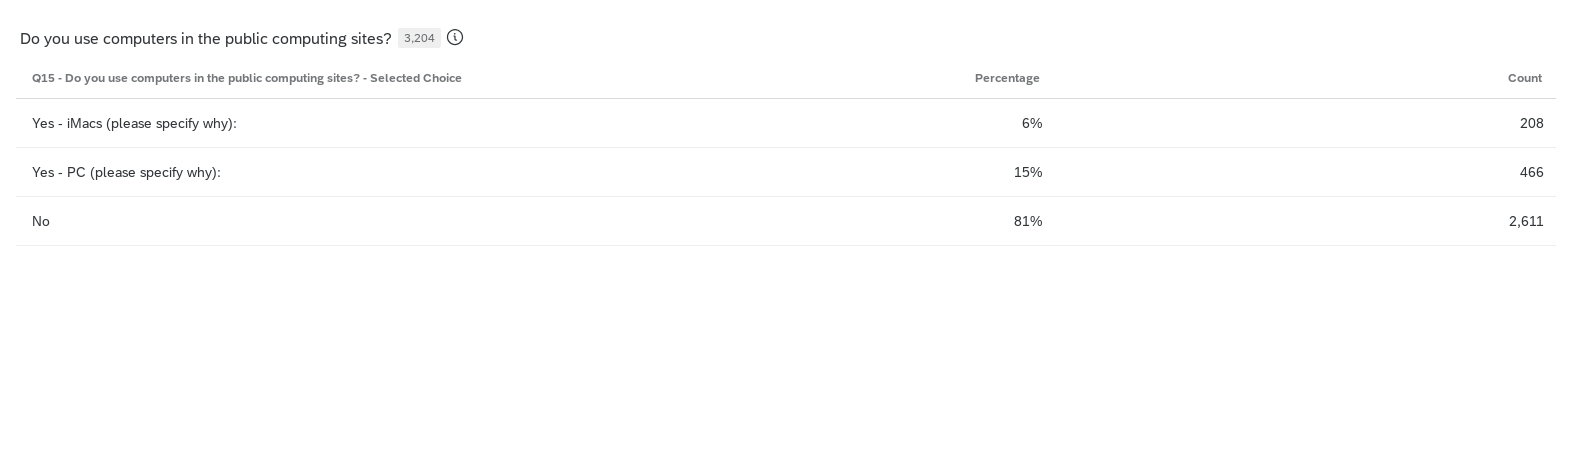 Do you use computers in the public computing sites? 3,204
Q15 - Do you use computers in the public computing sites? - Selected Choice Percentage Count
Yes - iMacs (please specify why): 6% 208
Yes - PC (please specify why): 15% 466
No 81% 2,611